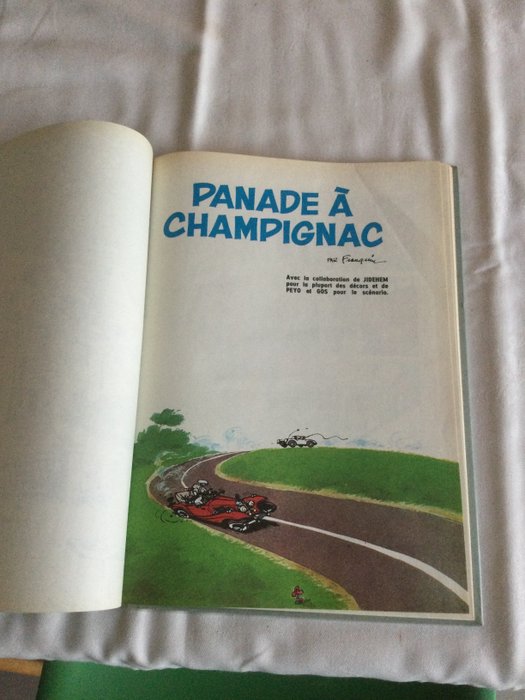 PANADE À
CHAMPIGNAC
PAR Franquin
Avec la collaboration de JIDEHEM
pour la plupart des décors et de
PEYO et GOS pour le scénario.